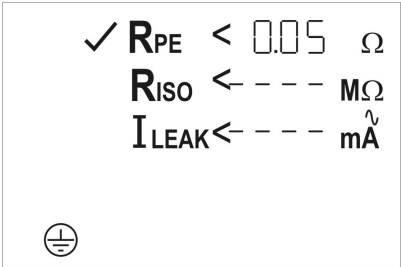 ✓ RPE < 0.05 Ω
RISO < - - - - MΩ
ILEAK < - - - - mA